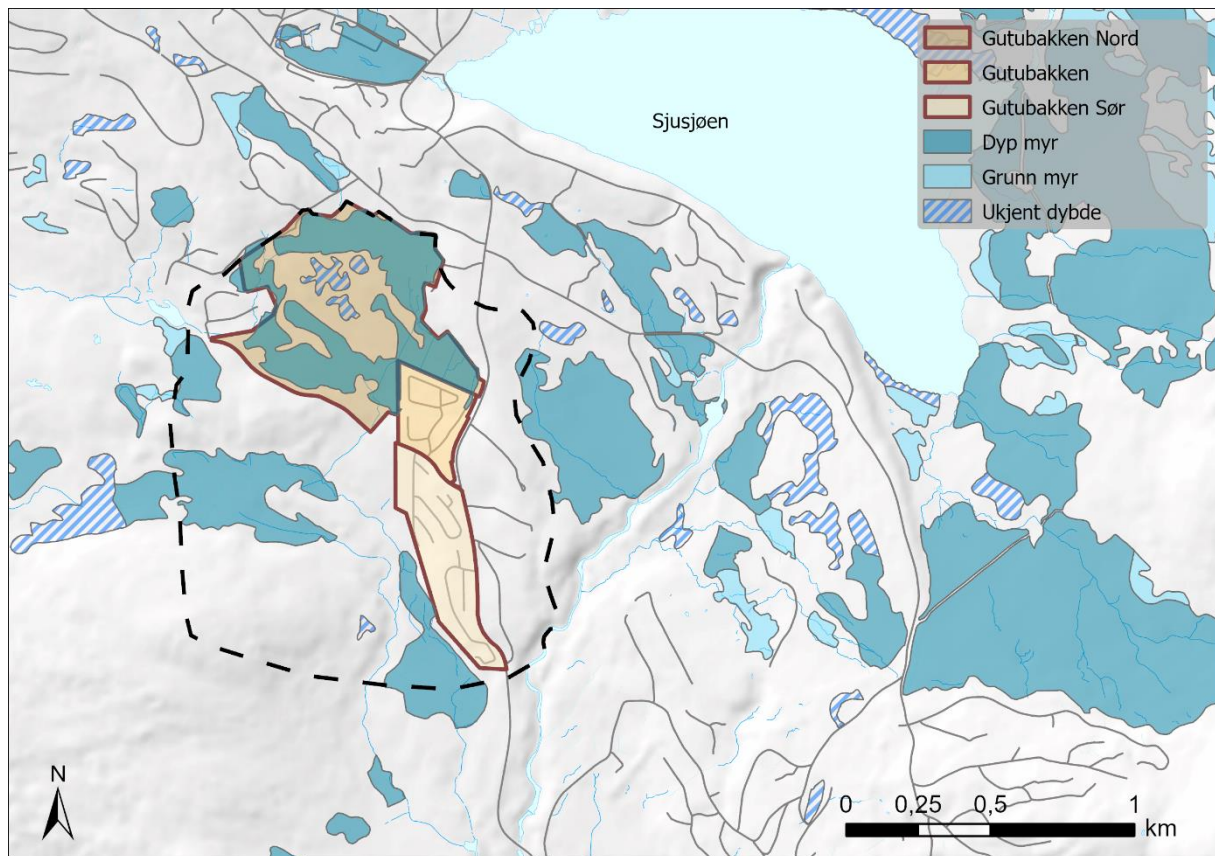 Gutubakken Nord
Gutubakken
Gutubakken Sør
Dyp myr
Grunn myr
Ukjent dybde
Sjusjøen
N
0 0,25 0,5 1
km